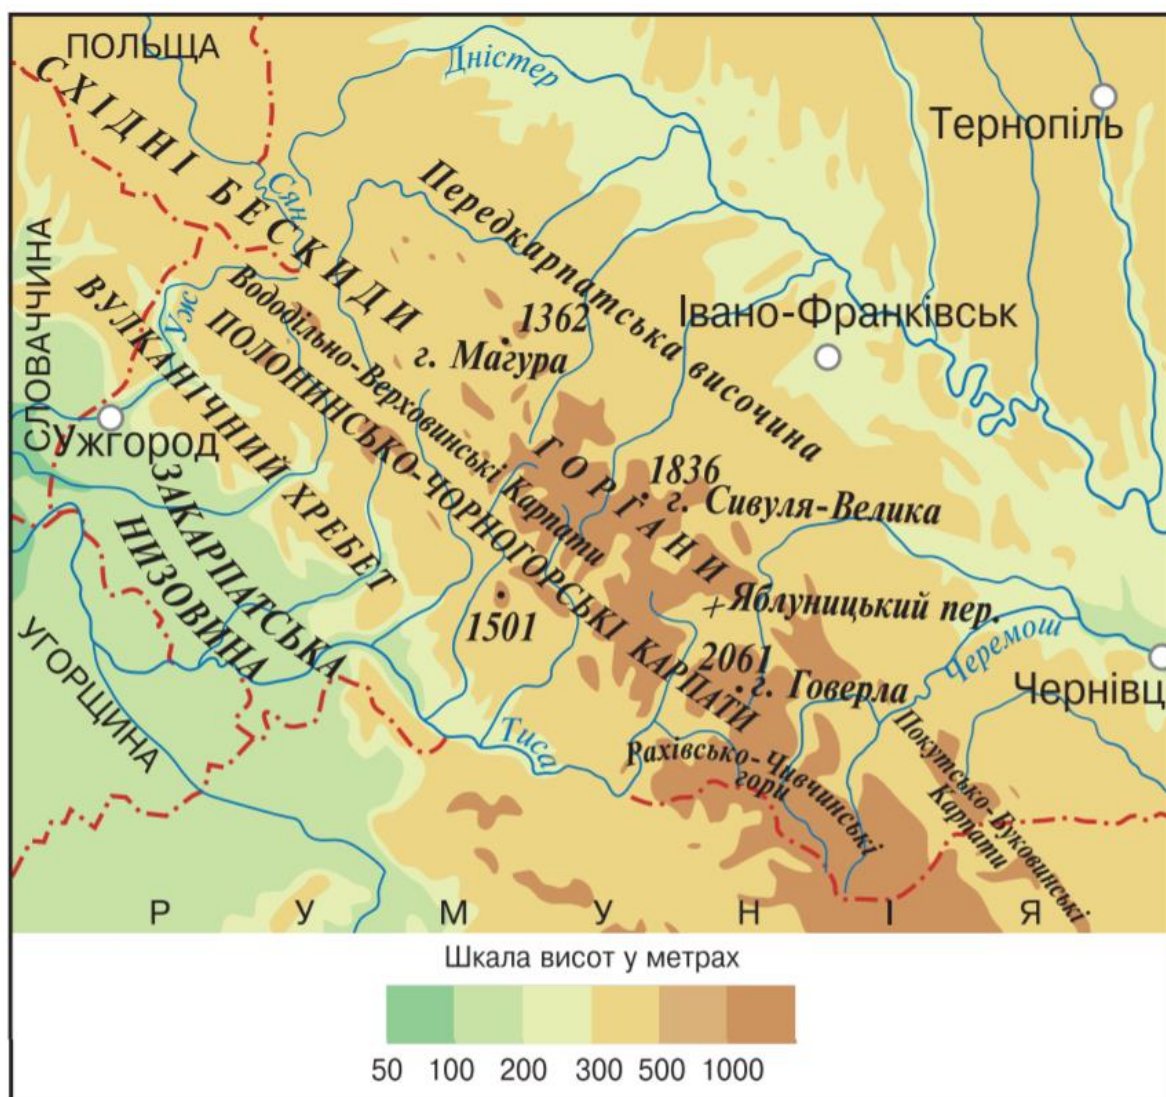 ПОЛЬЩА
Дністер
Тернопіль
СХІДНІ БЕСКИДИ
Сян
Передкарпатська височина
СЛОВАЧЧИНА
Уж
ВУЛКАНІЧНИЙ ХРЕБЕТ
Вододільно-Верховинські Карпати
ПОЛОНИНСЬКО-ЧОРНОГОРСЬКІ КАРПАТИ
1362
г. Магура
Івано-Франківськ
Ужгород
ГОРҐАНИ
1836
г. Сивуля-Велика
ЗАКАРПАТСЬКА
НИЗОВИНА
1501
Яблуницький пер.
УГОРЩИНА
2061
г. Говерла
Черемош
Чернівц
Тиса
Рахівсько-Чивчинські
гори
Покутсько-Буковинські
Карпати
РУМУНІЯ
Шкала висот у метрах
50 100 200 300 500 1000